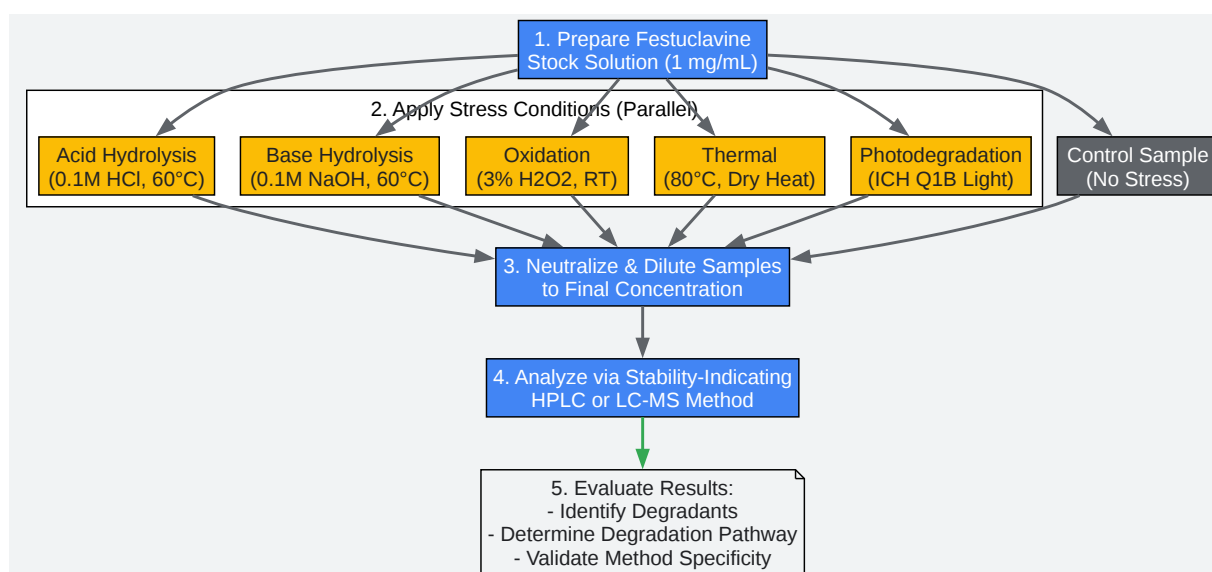 1. Prepare Festuclavine
Stock Solution (1 mg/mL)
2. Apply Stress Conditions (Parallel)
Acid Hydrolysis
(0.1M HCl, 60°C)
Base Hydrolysis
(0.1M NaOH, 60°C)
Oxidation
(3% H2O2, RT)
Thermal
(80°C, Dry Heat)
Photodegradation
(ICH Q1B Light)
Control Sample
(No Stress)
3. Neutralize & Dilute Samples
to Final Concentration
4. Analyze via Stability-Indicating
HPLC or LC-MS Method
5. Evaluate Results:
- Identify Degradants
- Determine Degradation Pathway
- Validate Method Specificity